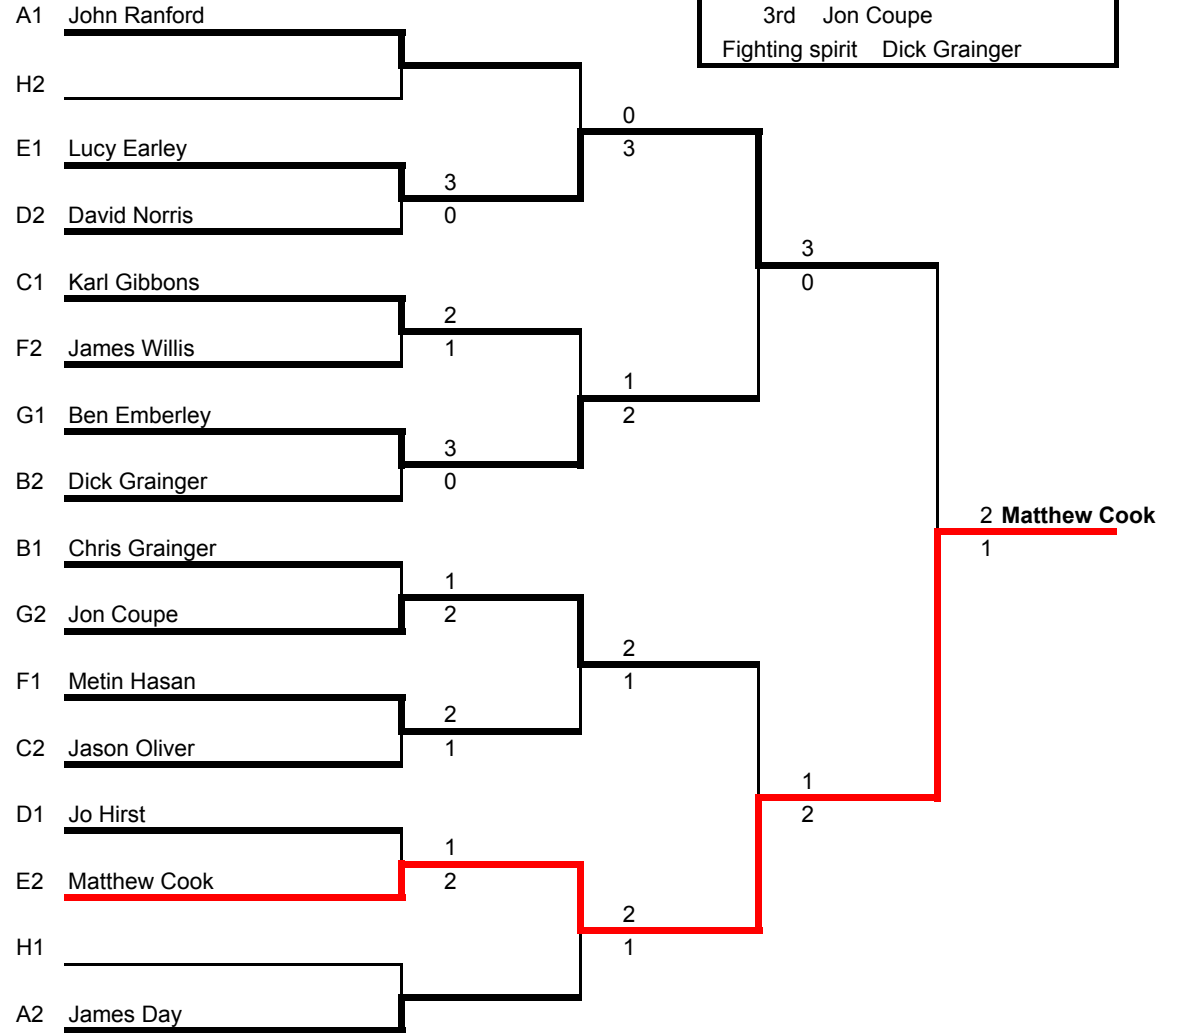 A1 John Ranford
3rd Jon Coupe
Fighting spirit Dick Grainger
H2
0
E1 Lucy Earley
3
3
D2 David Norris
0
3
C1 Karl Gibbons
0
2
F2 James Willis
1
1
G1 Ben Emberley
2
3
B2 Dick Grainger
0
2 Matthew Cook
B1 Chris Grainger
1
1
G2 Jon Coupe
2
2
F1 Metin Hasan
1
2
C2 Jason Oliver
1
1
D1 Jo Hirst
2
1
E2 Matthew Cook
2
2
H1
1
A2 James Day